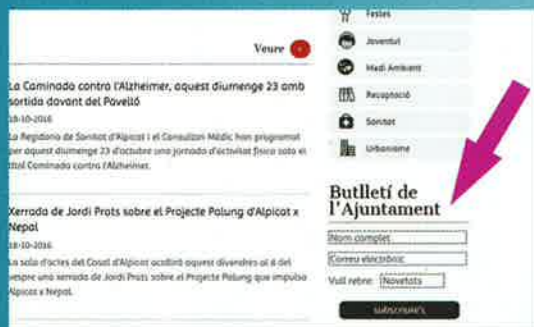 Veure +
La Caminada contra l'Alzheimer, aquest diumenge 23 amb
sortida davant del Pavelló
18-10-2016
La Regidoria de Sanitat d'Alpicat i el Consultori Mèdic han programat
per aquest diumenge 23 d'octubre una jornada d'activitat física sota el
títol Caminada contra l'Alzheimer.
Xerrada de Jordi Prats sobre el Projecte Palung d'Alpicat x
Nepal
18-10-2016
La sala d'actes del Casal d'Alpicat acollirà aquest divendres a
vespre una xerrada de Jordi Prats sobre el Projecte Palung que impulsa
Alpicat x Nepal.
Festes
Joventut
Medi Ambient
Recaptació
Sanitat
Urbanisme
Butlletí de
l'Ajuntament
Nom complet
Correu electrònic
Vull rebre: Novetats
subscriure's